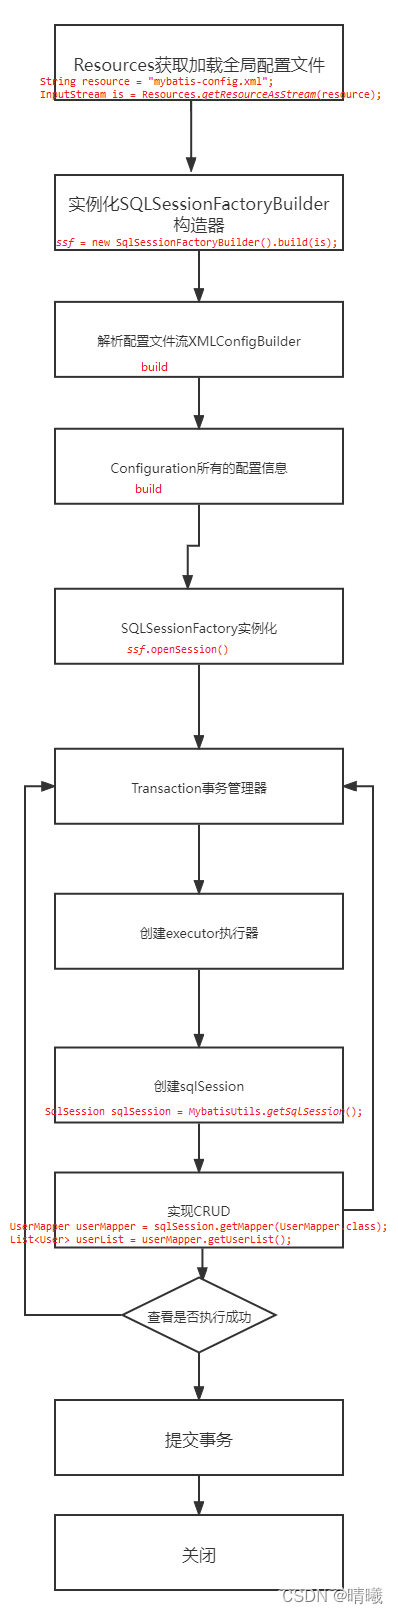 Resources获取加载全局配置文件
String resource = "mybatis-config.xml";
InputStream is = Resources.getResourceAsStream(resource);
实例化SQLSessionFactoryBuilder
构造器
ssf = new SqlSessionFactoryBuilder().build(is);
解析配置文件流XMLConfigBuilder
build
Configuration所有的配置信息
build
SQLSessionFactory实例化
ssf.openSession()
Transaction事务管理器
创建executor执行器
创建sqlSession
SqlSession sqlSession = MybatisUtils.getSqlSession();
实现CRUD
UserMapper userMapper = sqlSession.getMapper(UserMapper.class);
List<User> userList = userMapper.getUserList();
查看是否执行成功
提交事务
关闭
CSDN @晴曦